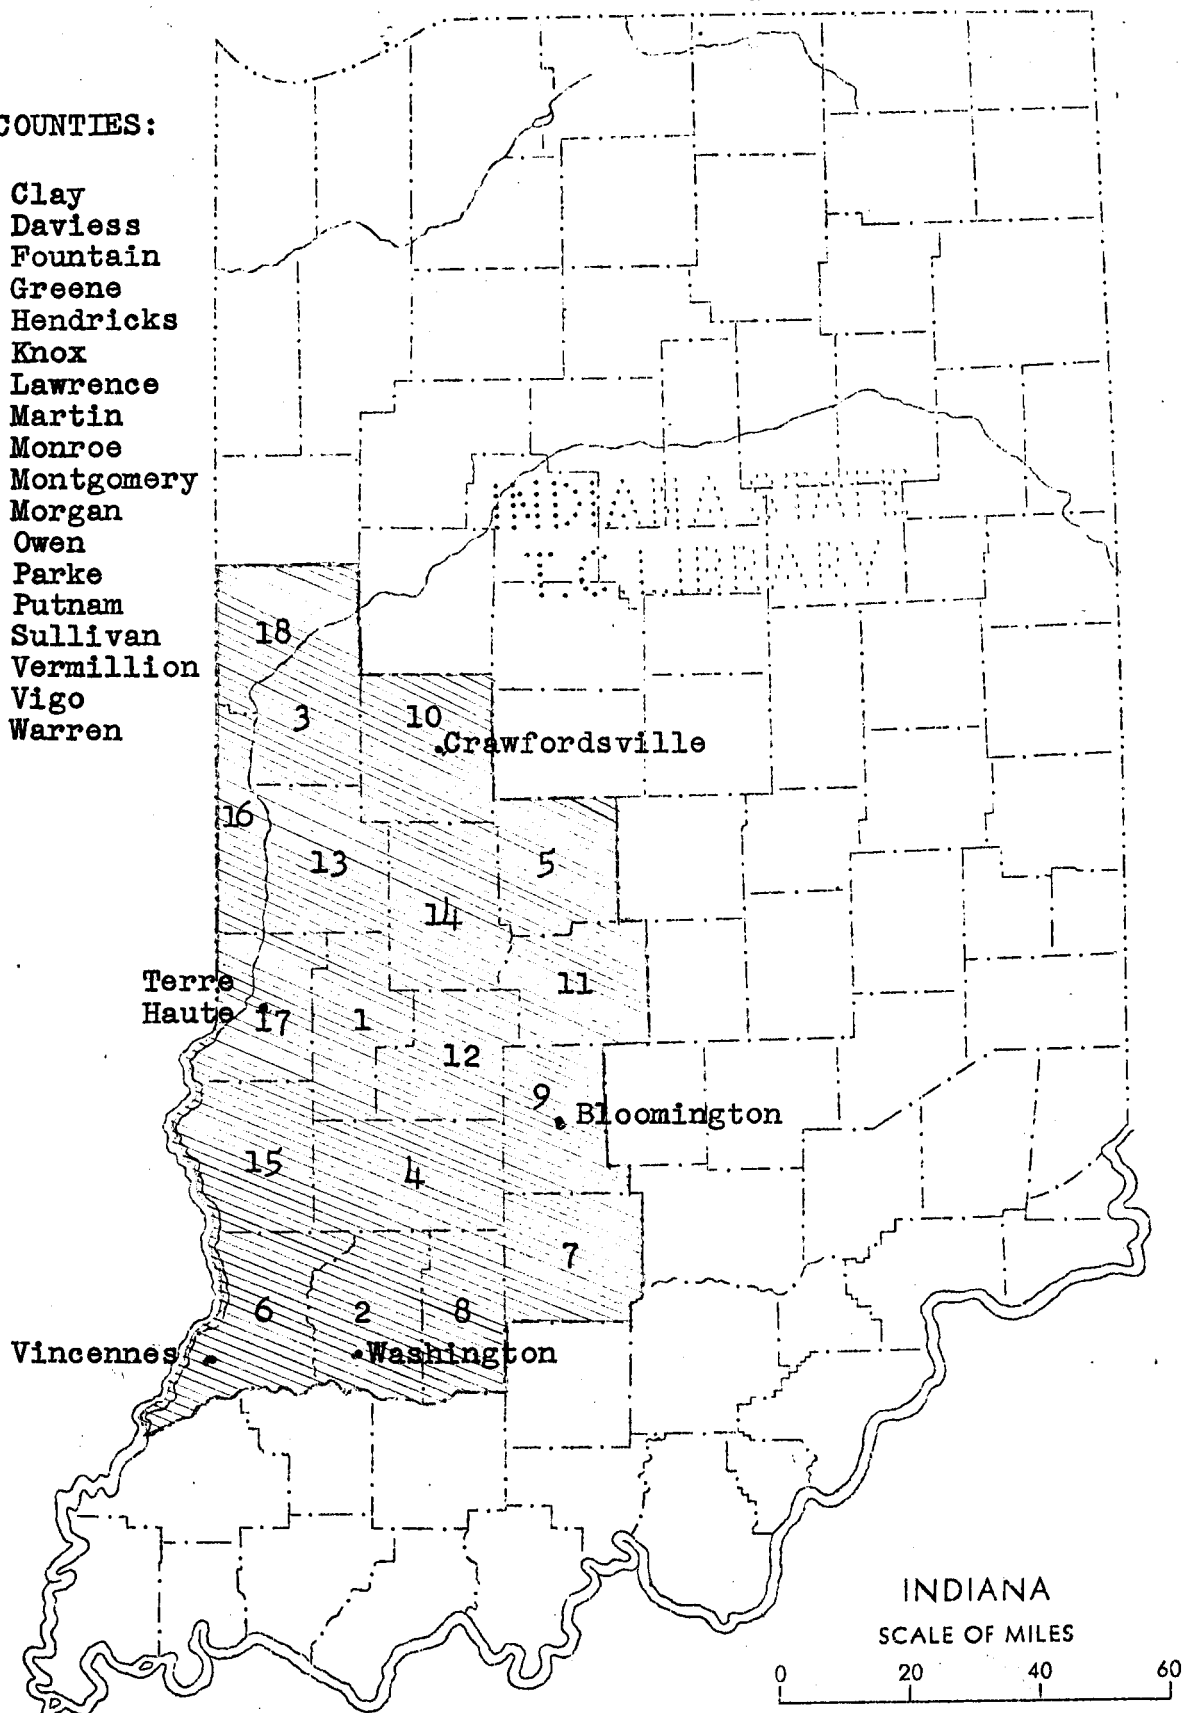 COUNTIES:
Clay
Daviess
Fountain
Greene
Hendricks
Knox
Lawrence
Martin
Monroe
Montgomery
Morgan
Owen
Parke
Putnam
Sullivan
Vermillion
Vigo
Warren
INDIANA STATE
T.C. LIBRARY
18
3
10
Crawfordsville
16
13
5
14
11
Terre
Haute
17
1
12
9
Bloomington
15
4
7
6
2
8
Vincennes
Washington
INDIANA
SCALE OF MILES
0 20 40 60